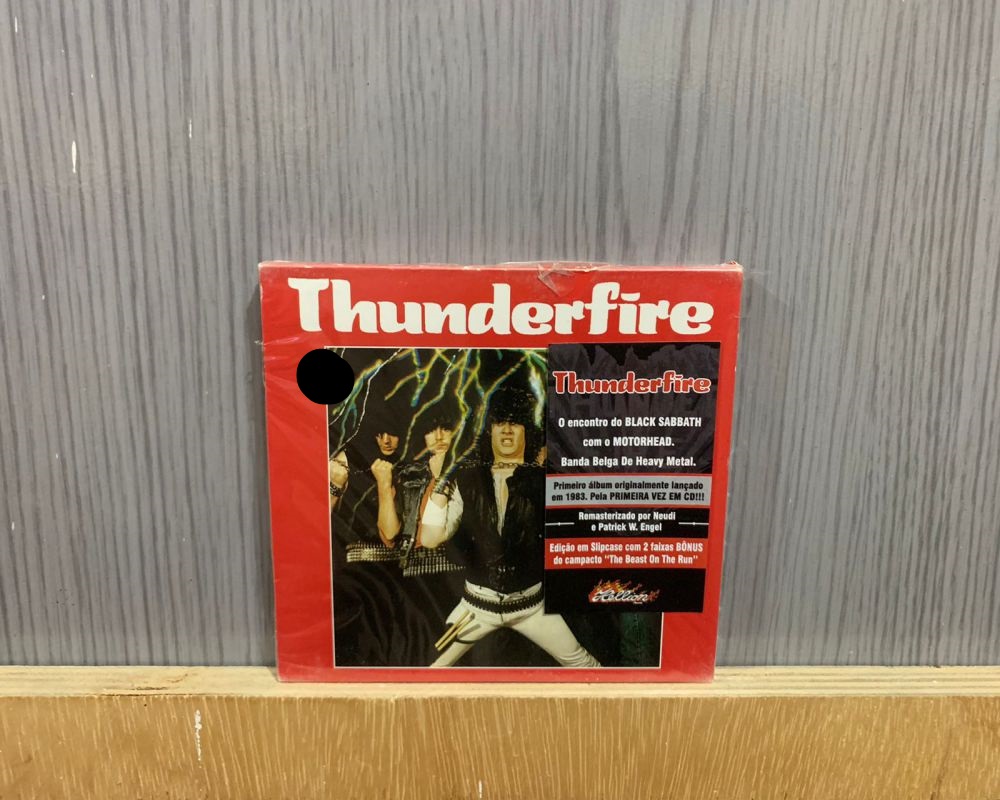 Thunderfire
Thunderfire
O encontro do BLACK SABBATH
com o MOTORHEAD.
Banda Belga De Heavy Metal.
Primeiro álbum originalmente lançado
em 1983. Pela PRIMEIRA VEZ EM CD!!!
Remasterizado por Neudi
e Patrick W. Engel
Edição em Slipcase com 2 faixas BÔNUS
do campacto "The Beast On The Run"
Hellion